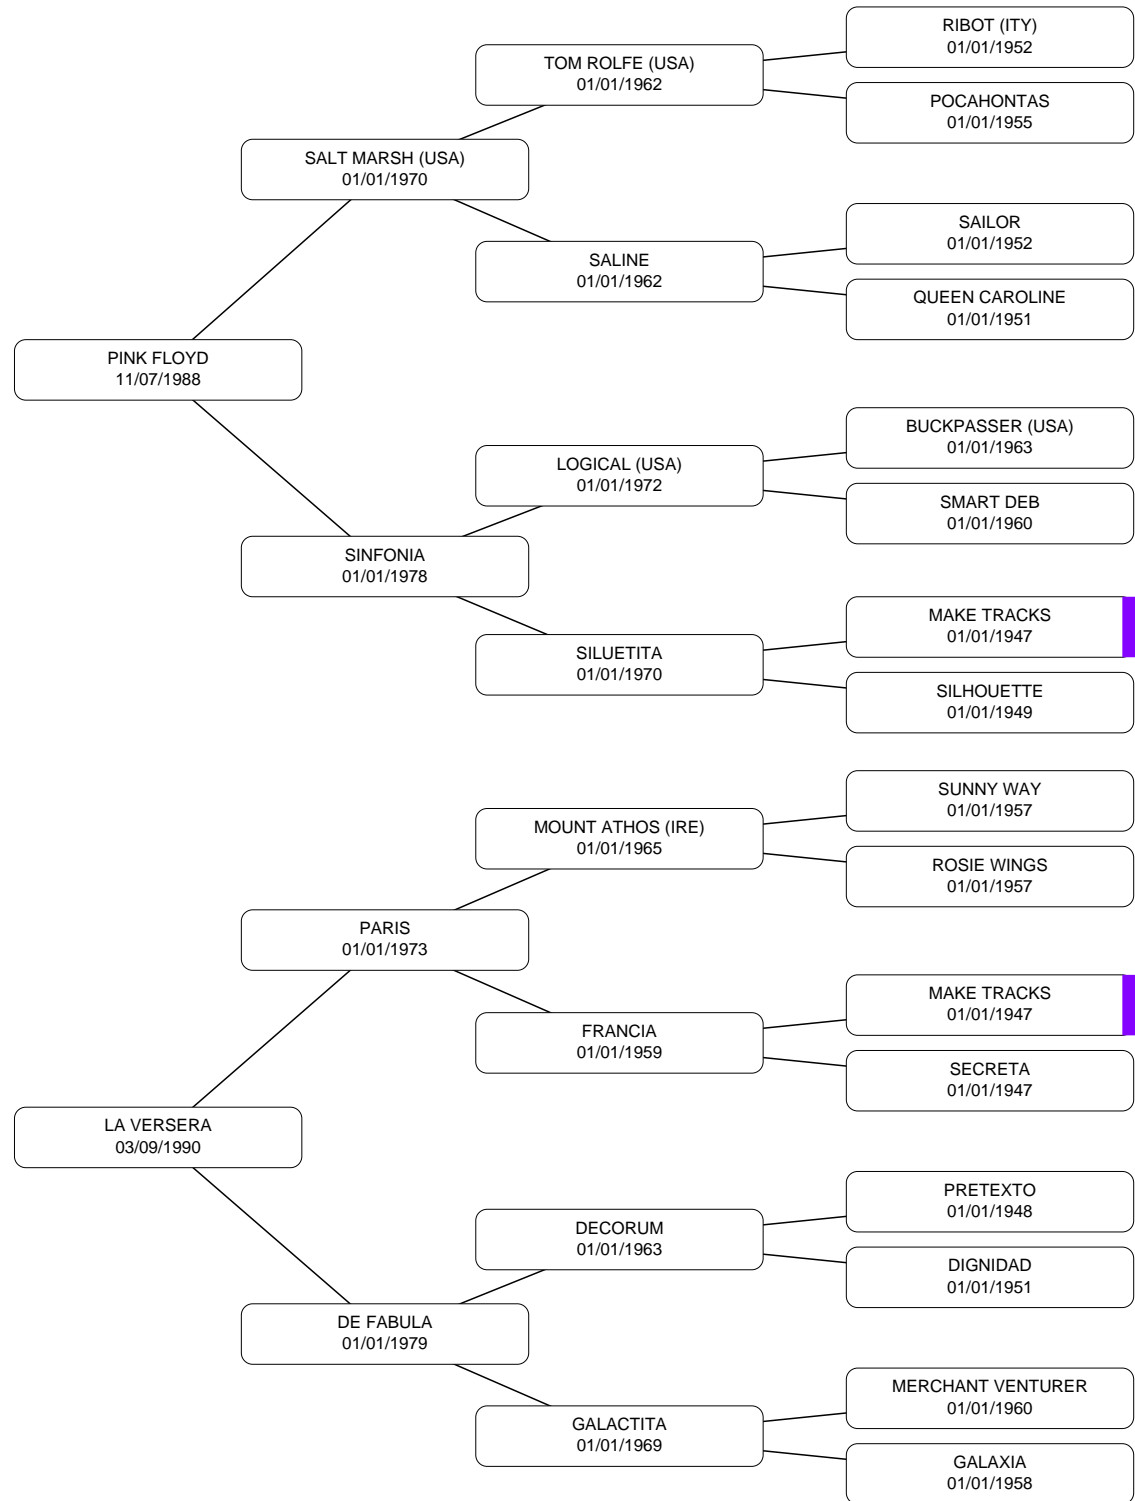 RIBOT (ITY)
01/01/1952
TOM ROLFE (USA)
01/01/1962
POCAHONTAS
01/01/1955
SALT MARSH (USA)
01/01/1970
SAILOR
01/01/1952
SALINE
01/01/1962
QUEEN CAROLINE
01/01/1951
PINK FLOYD
11/07/1988
BUCKPASSER (USA)
01/01/1963
LOGICAL (USA)
01/01/1972
SMART DEB
01/01/1960
SINFONIA
01/01/1978
MAKE TRACKS
01/01/1947
SILUETITA
01/01/1970
SILHOUETTE
01/01/1949
SUNNY WAY
01/01/1957
MOUNT ATHOS (IRE)
01/01/1965
ROSIE WINGS
01/01/1957
PARIS
01/01/1973
MAKE TRACKS
01/01/1947
FRANCIA
01/01/1959
SECRETA
01/01/1947
LA VERSERA
03/09/1990
PRETEXTO
01/01/1948
DECORUM
01/01/1963
DIGNIDAD
01/01/1951
DE FABULA
01/01/1979
MERCHANT VENTURER
01/01/1960
GALACTITA
01/01/1969
GALAXIA
01/01/1958